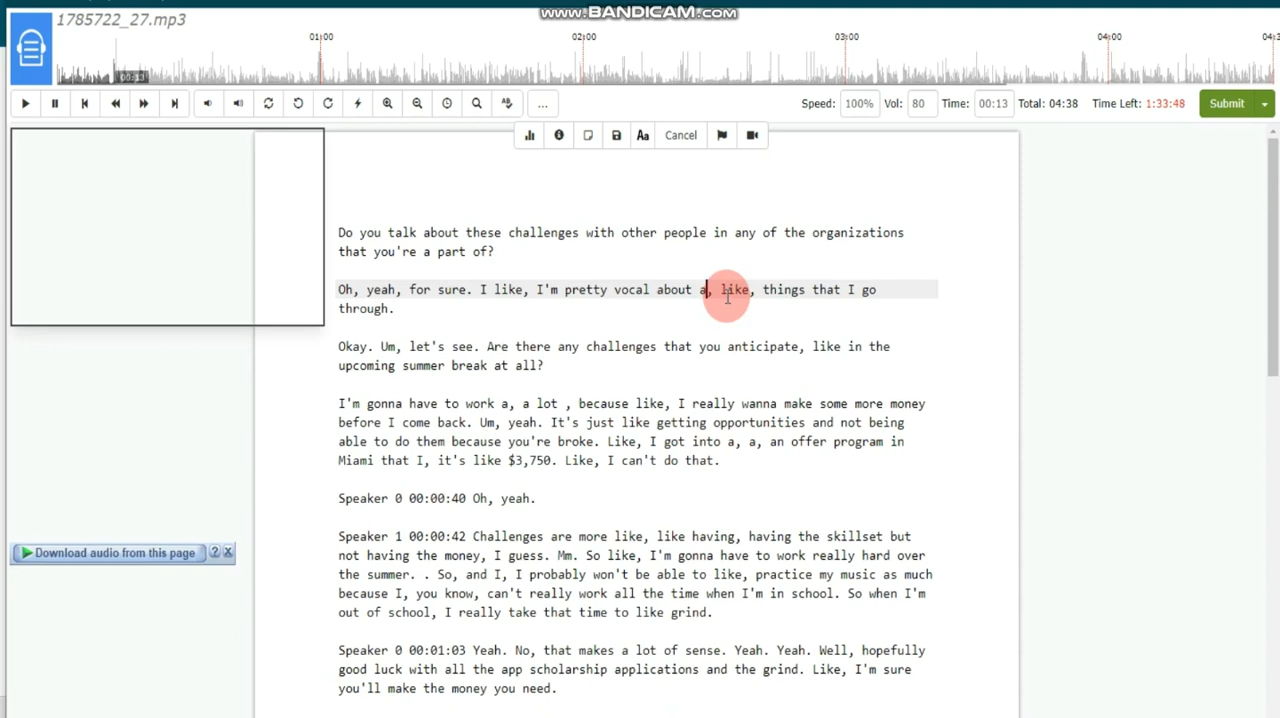 www.BANDICAM.com
1785722_27.mp3
01:00 02:00 03:00 04:00 04:3
00:13
... Speed: 100% Vol: 80 Time: 00:13 Total: 04:38 Time Left: 1:33:48 Submit
Aa Cancel
Do you talk about these challenges with other people in any of the organizations
that you're a part of?
Oh, yeah, for sure. I like, I'm pretty vocal about a, like, things that I go
through.
Okay. Um, let's see. Are there any challenges that you anticipate, like in the
upcoming summer break at all?
I'm gonna have to work a, a lot , because like, I really wanna make some more money
before I come back. Um, yeah. It's just like getting opportunities and not being
able to do them because you're broke. Like, I got into a, a, an offer program in
Miami that I, it's like $3,750. Like, I can't do that.
Speaker 0 00:00:40 Oh, yeah.
Download audio from this page ? X
Speaker 1 00:00:42 Challenges are more like, like having, having the skillset but
not having the money, I guess. Mm. So like, I'm gonna have to work really hard over
the summer. . So, and I, I probably won't be able to like, practice my music as much
because I, you know, can't really work all the time when I'm in school. So when I'm
out of school, I really take that time to like grind.
Speaker 0 00:01:03 Yeah. No, that makes a lot of sense. Yeah. Yeah. Well, hopefully
good luck with all the app scholarship applications and the grind. Like, I'm sure
you'll make the money you need.